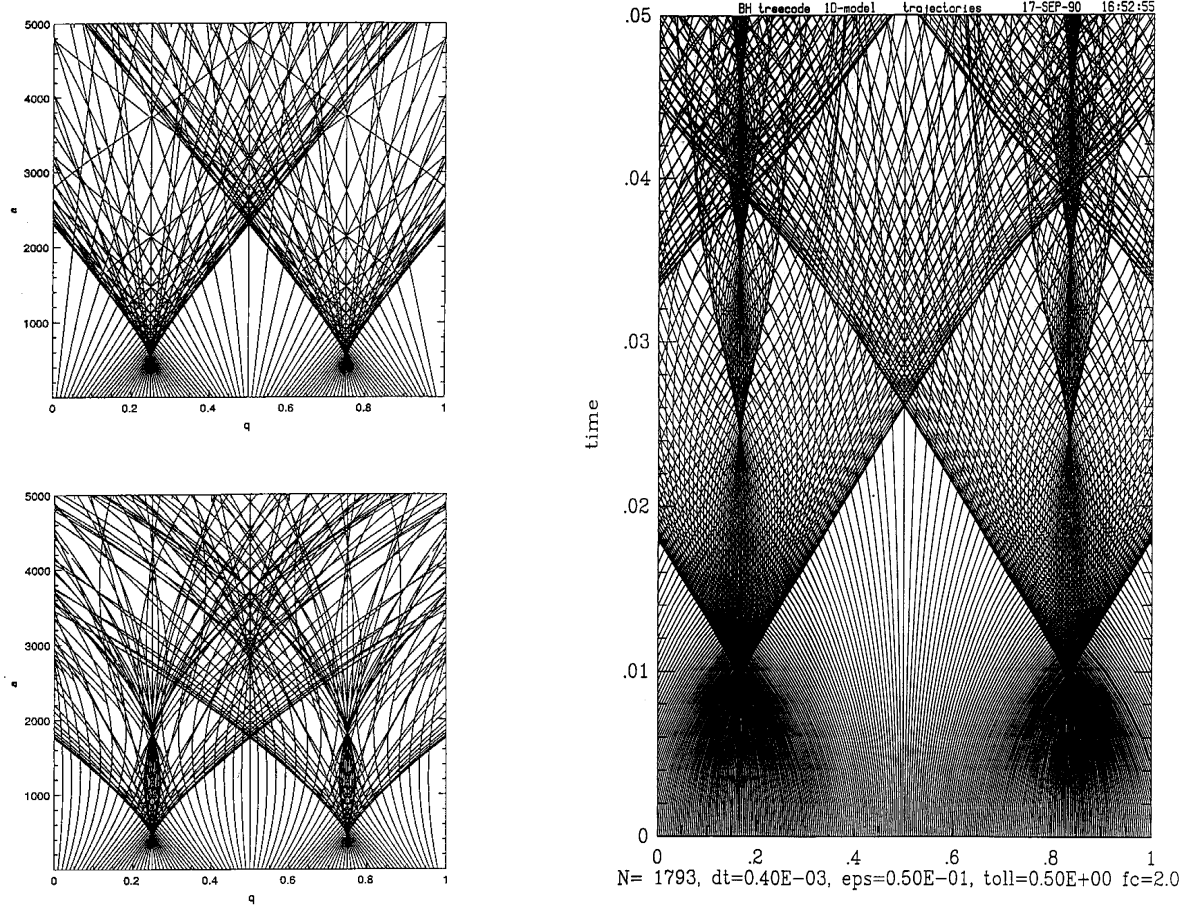 5000
4000
3000
2000
1000
a
0 0.2 0.4 0.6 0.8 1
q
5000
4000
3000
2000
1000
a
0 0.2 0.4 0.6 0.8 1
q
BH treecode 1D-model trajectories 17-SEP-90 16:52:55
.05
.04
.03
.02
.01
0
time
0 .2 .4 .6 .8 1
N= 1793, dt=0.40E-03, eps=0.50E-01, toll=0.50E+00 fc=2.0